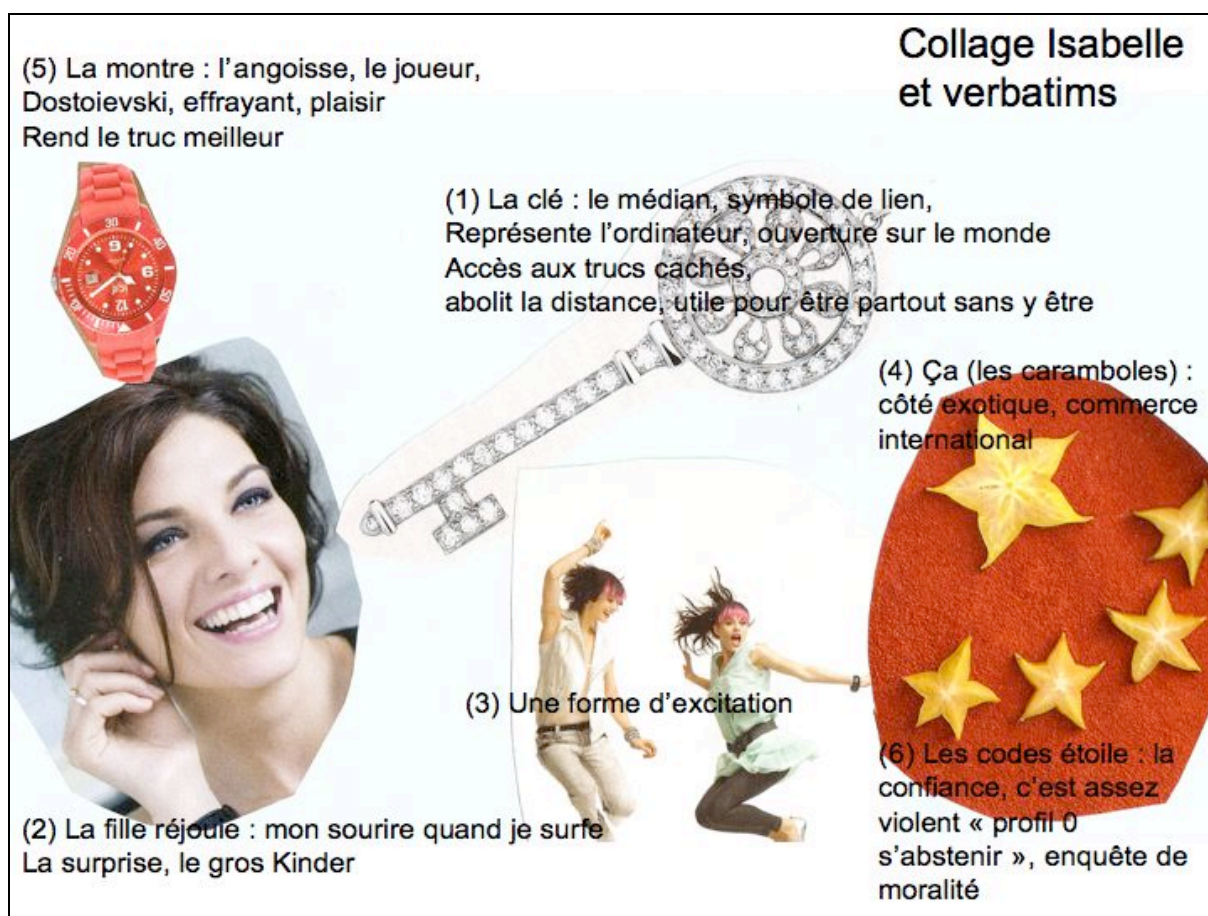 Collage Isabelle
et verbatims
(5) La montre : l’angoisse, le joueur,
Dostoievski, effrayant, plaisir
Rend le truc meilleur
(1) La clé : le médian, symbole de lien,
Représente l’ordinateur, ouverture sur le monde
Accès aux trucs cachés,
abolit la distance, utile pour être partout sans y être
(4) Ça (les caramboles) :
côté exotique, commerce
international
(3) Une forme d’excitation
(6) Les codes étoile : la
confiance, c’est assez
violent « profil 0
s’abstenir », enquête de
moralité
(2) La fille réjouie : mon sourire quand je surfe
La surprise, le gros Kinder